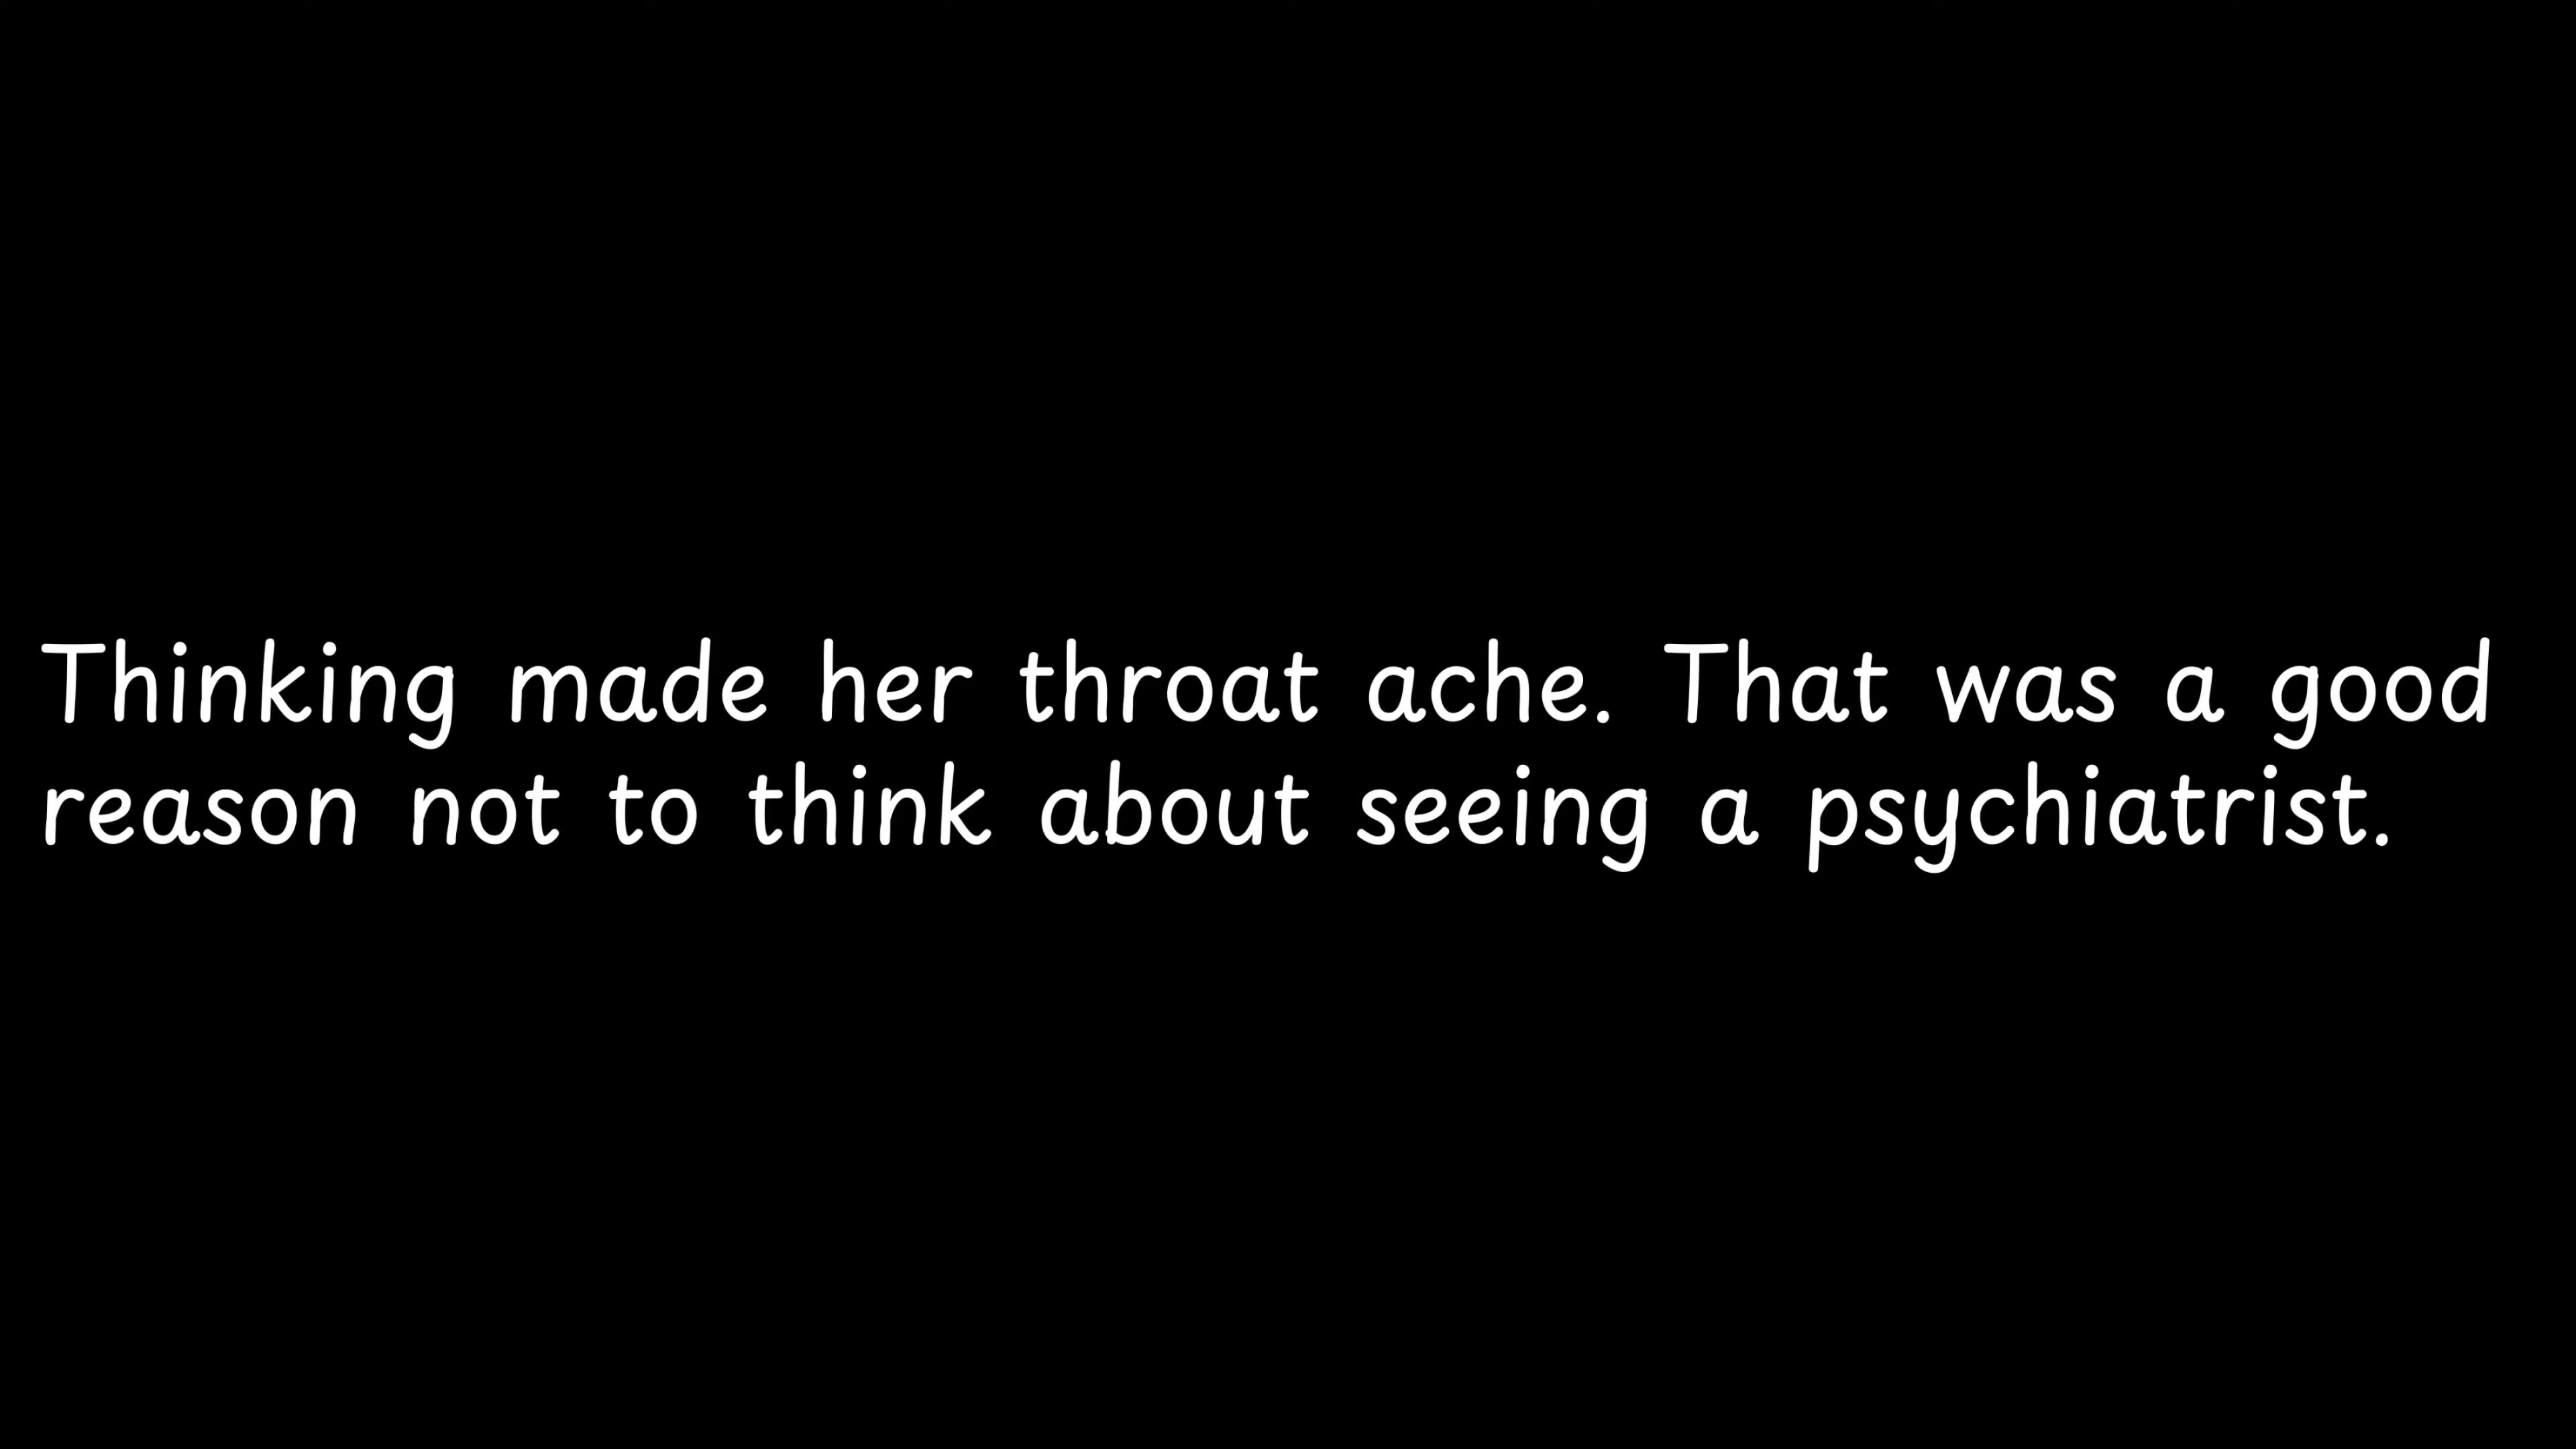 Thinking made her throat ache. That was a good
reason not to think about seeing a psychiatrist.